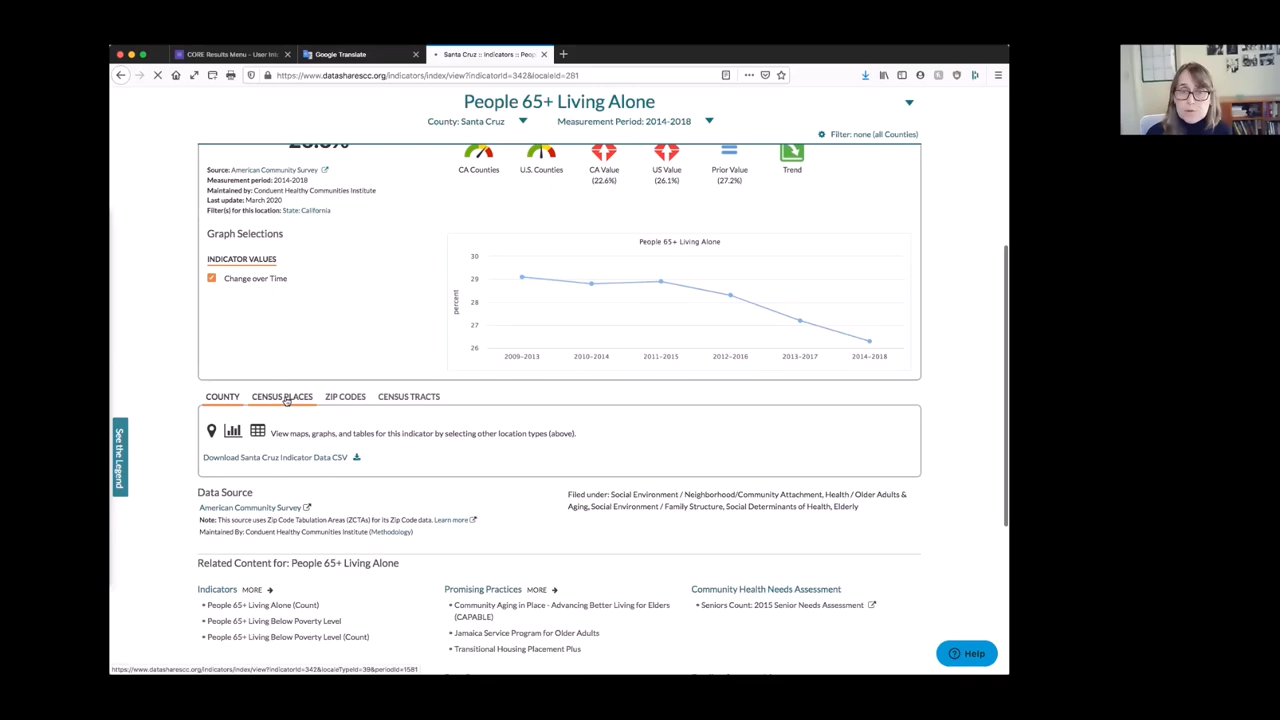 CORE Results Menu - User Int
Google Translate
Santa Cruz :: Indicators :: Peop
https://www.datasharescc.org/indicators/index/view?indicatorId=342&localeId=281
People 65+ Living Alone
County: Santa Cruz
Measurement Period: 2014-2018
Filter: none (all Counties)
Source: American Community Survey
Measurement period: 2014-2018
Maintained by: Conduent Healthy Communities Institute
Last update: March 2020
Filter(s) for this location: State: California
CA Counties
U.S. Counties
CA Value
(22.6%)
US Value
(26.1%)
Prior Value
(27.2%)
Trend
Graph Selections
INDICATOR VALUES
Change over Time
People 65+ Living Alone
30
29
28
27
26
percent
2009-2013 2010-2014 2011-2015 2012-2016 2013-2017 2014-2018
COUNTY CENSUS PLACES ZIP CODES CENSUS TRACTS
View maps, graphs, and tables for this indicator by selecting other location types (above).
Download Santa Cruz Indicator Data CSV
See the Legend
Data Source
American Community Survey
Note: This source uses Zip Code Tabulation Areas (ZCTAs) for its Zip Code data. Learn more
Maintained By: Conduent Healthy Communities Institute (Methodology)
Filed under: Social Environment / Neighborhood/Community Attachment, Health / Older Adults &
Aging, Social Environment / Family Structure, Social Determinants of Health, Elderly
Related Content for: People 65+ Living Alone
Indicators MORE
People 65+ Living Alone (Count)
People 65+ Living Below Poverty Level
People 65+ Living Below Poverty Level (Count)
Promising Practices MORE
Community Aging in Place - Advancing Better Living for Elders
(CAPABLE)
Jamaica Service Program for Older Adults
Transitional Housing Placement Plus
Community Health Needs Assessment
Seniors Count: 2015 Senior Needs Assessment
Help
https://www.datasharescc.org/indicators/index/view?indicatorId=342&localeTypeId=39&periodId=1581